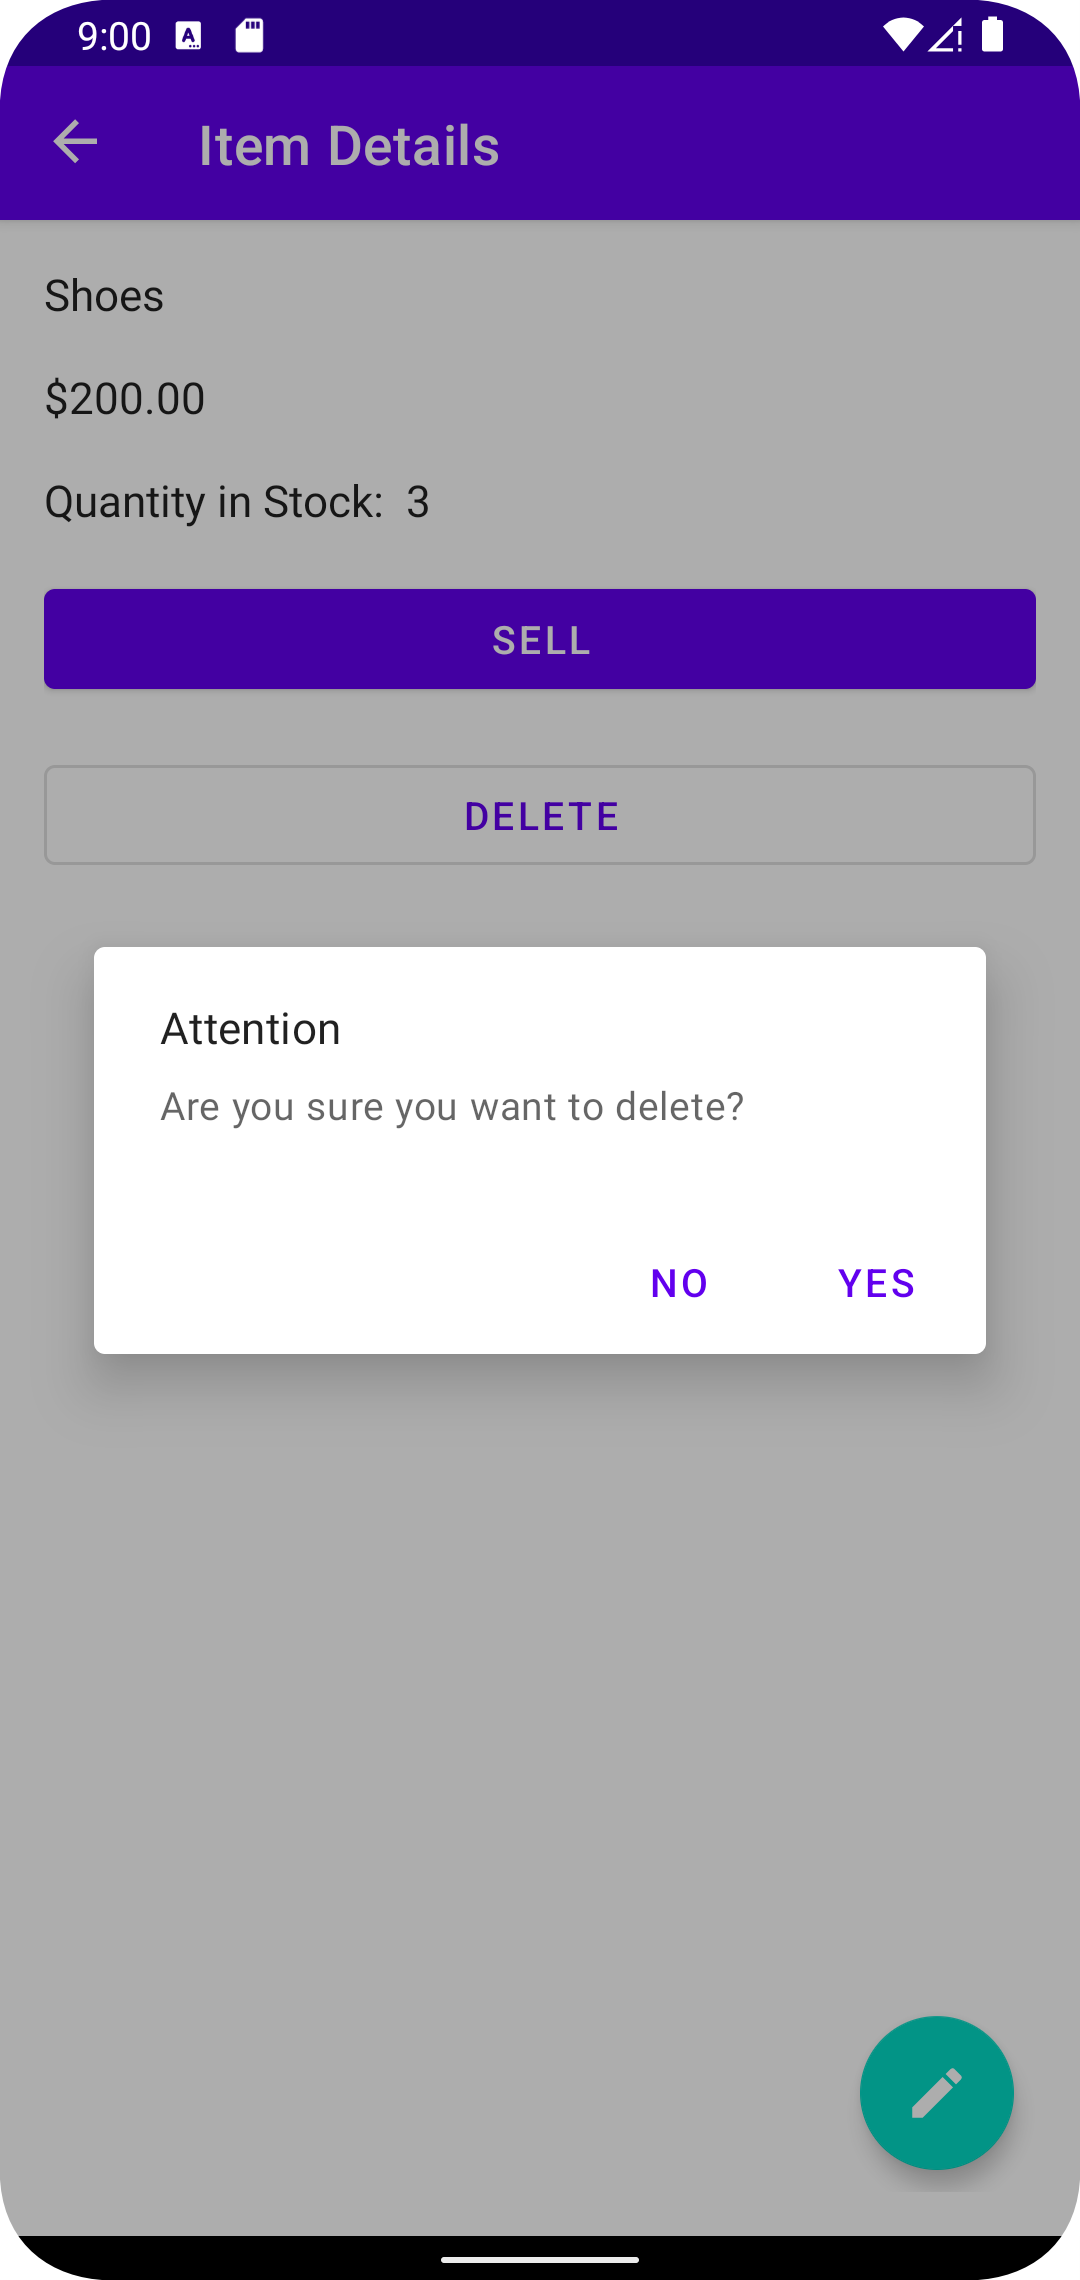 9:00
Item Details
Shoes
$200.00
Quantity in Stock: 3
SELL
DELETE
Attention
Are you sure you want to delete?
NO YES